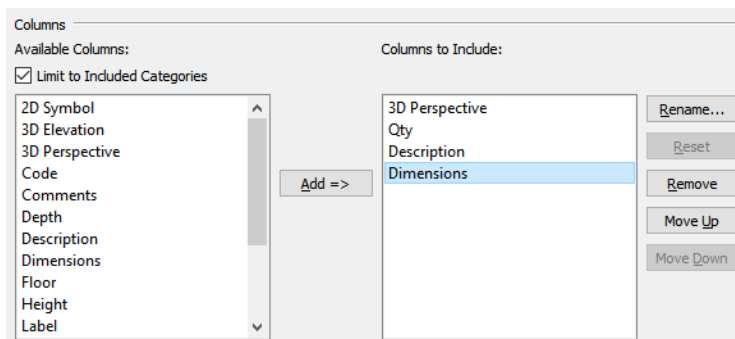 Columns
Available Columns:
Columns to Include:
Limit to Included Categories
2D Symbol
3D Elevation
3D Perspective
Code
Comments
Depth
Description
Dimensions
Floor
Height
Label
Add =>
3D Perspective
Qty
Description
Dimensions
Rename...
Reset
Remove
Move Up
Move Down